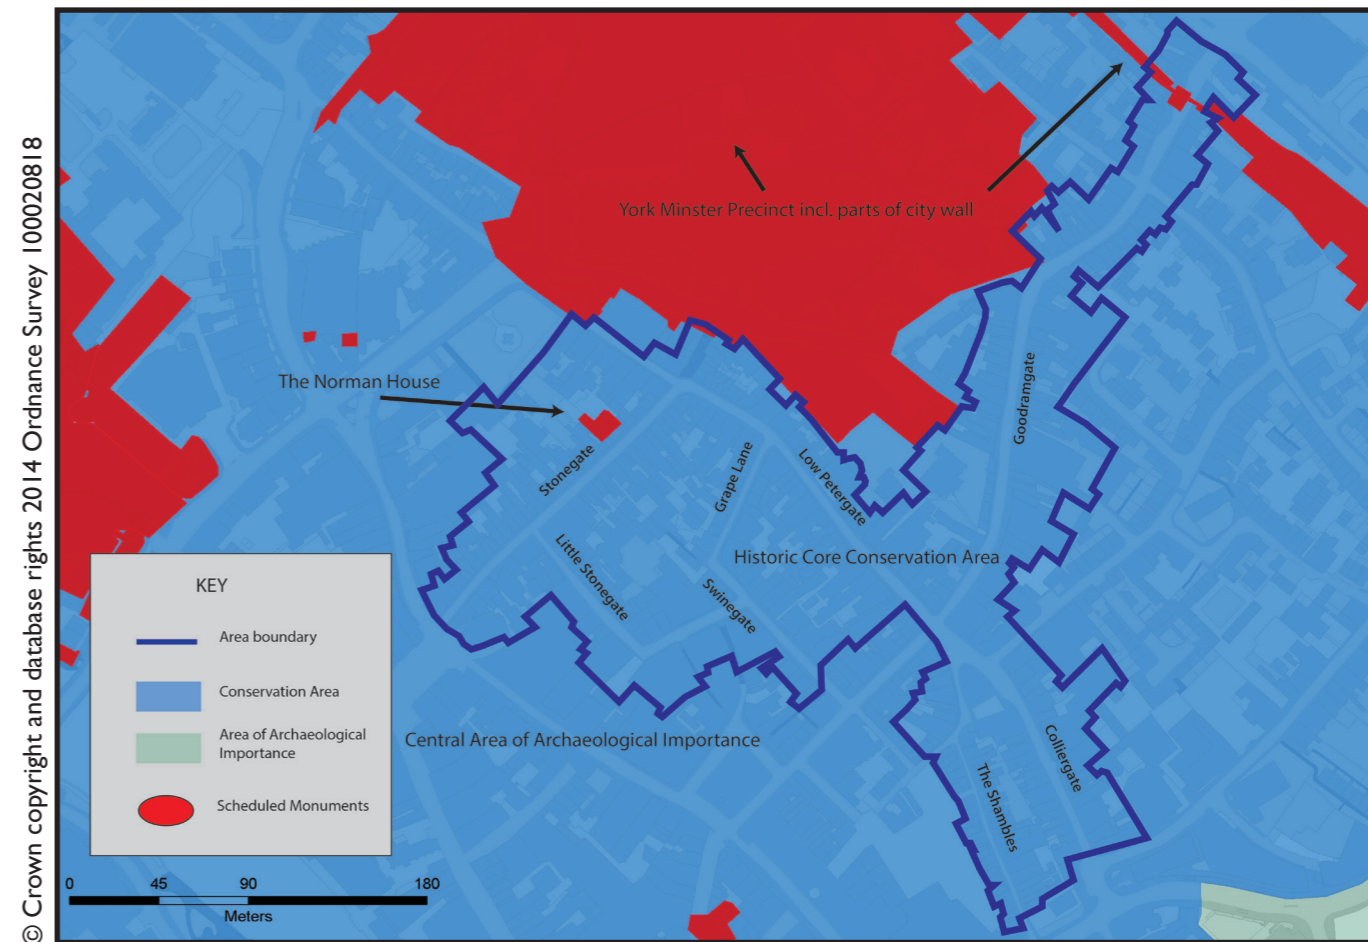 © Crown copyright and database rights 2014 Ordnance Survey 100020818
York Minster Precinct incl. parts of city wall
The Norman House
Goodramgate
Stonegate
Grape Lane
Low Petergate
Little Stonegate
Swinegate
Historic Core Conservation Area
Central Area of Archaeological Importance
Colliergate
The Shambles
KEY
Area boundary
Conservation Area
Area of Archaeological
Importance
Scheduled Monuments
0 45 90 180
Meters